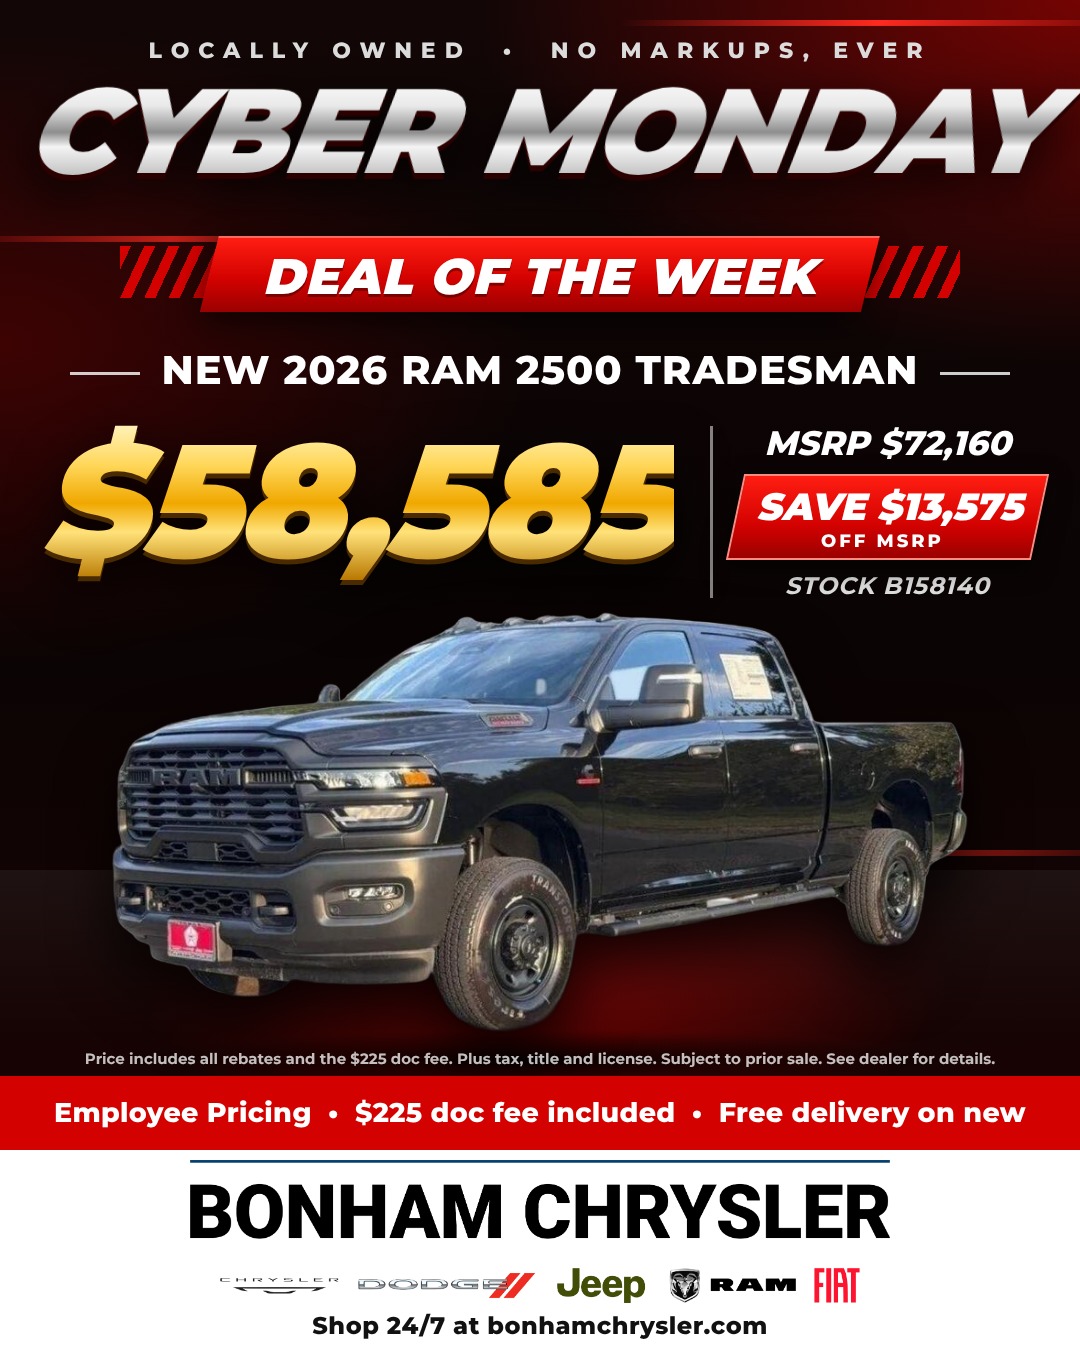 LOCALLY OWNED • NO MARKUPS, EVER
CYBER MONDAY
DEAL OF THE WEEK
NEW 2026 RAM 2500 TRADESMAN
$58,585
MSRP $72,160
SAVE $13,575
OFF MSRP
STOCK B158140
RAM
Price includes all rebates and the $225 doc fee. Plus tax, title and license. Subject to prior sale. See dealer for details.
Employee Pricing • $225 doc fee included • Free delivery on new
BONHAM CHRYSLER
CHRYSLER DODGE Jeep RAM FIAT
Shop 24/7 at bonhamchrysler.com